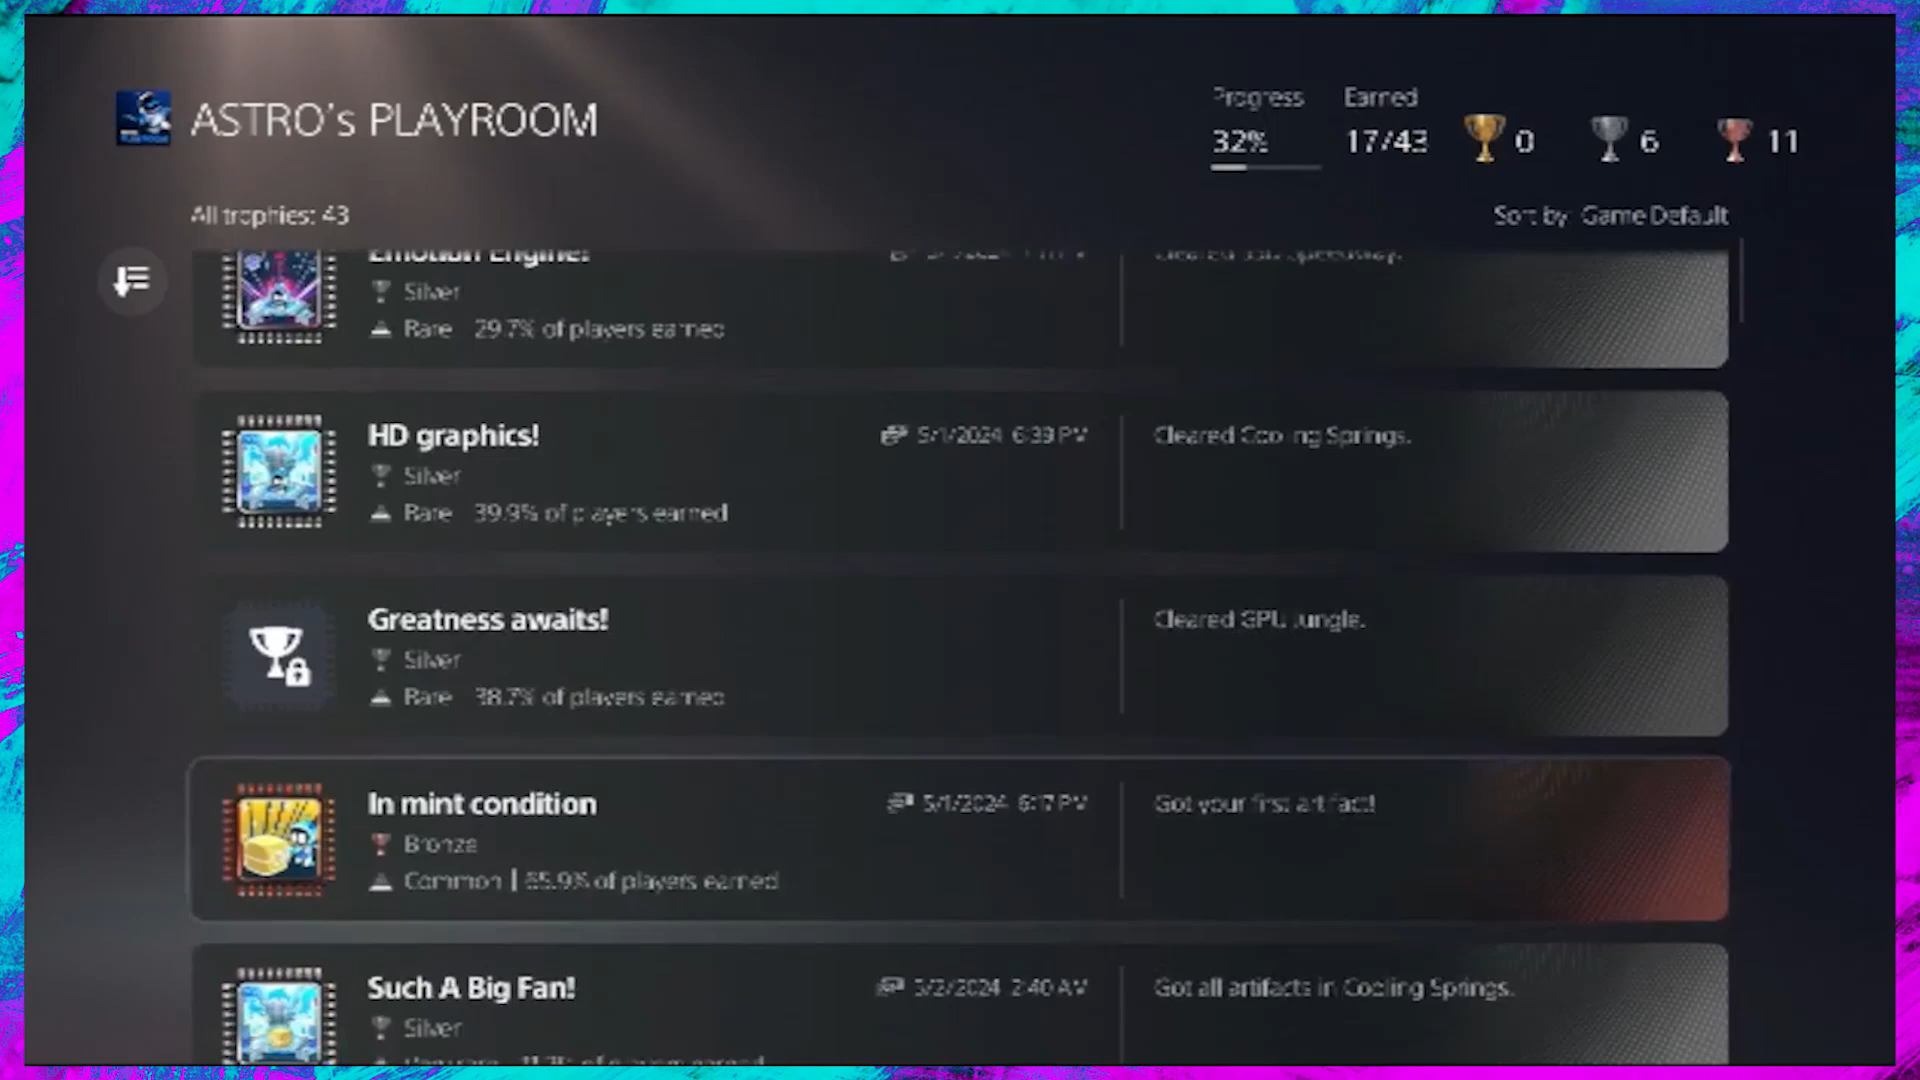 ASTRO's PLAYROOM
Progress
32%
Earned
17/43
0
6
11
All trophies: 43
Sort by: Game Default
Emotion Engine!
Silver
Rare 29.7% of players earned
HD graphics!
5/1/2024 6:39 PM
Silver
Rare 39.9% of players earned
Cleared Cooling Springs.
Greatness awaits!
Silver
Rare 38.7% of players earned
Cleared GPU Jungle.
In mint condition
5/1/2024 6:17 PM
Bronze
Common | 65.9% of players earned
Got your first artifact!
Such A Big Fan!
5/2/2024 2:40 AM
Silver
Got all artifacts in Cooling Springs.